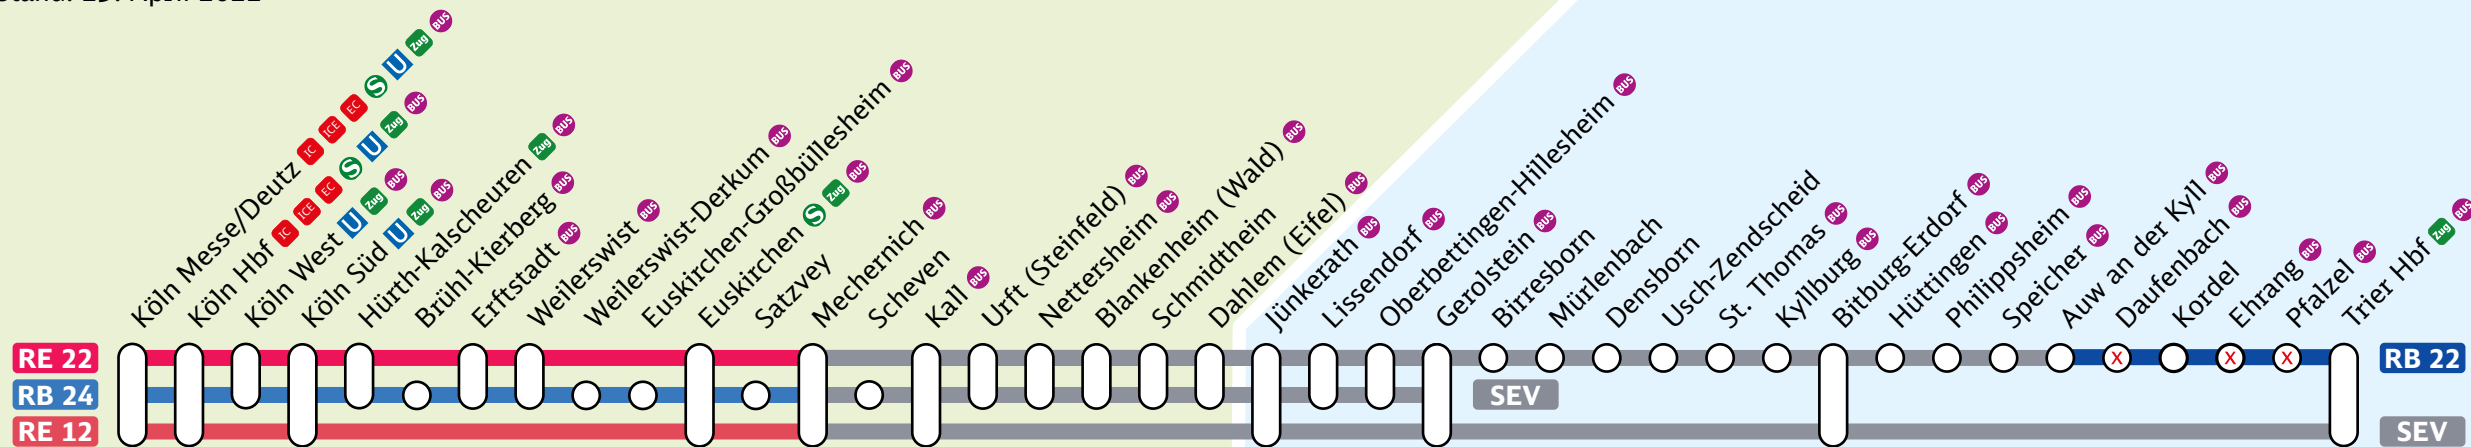 Stand: 19. April 2022
Köln Messe/Deutz IC ICE EC S U Zug BUS
Köln Hbf IC ICE EC S U Zug BUS
Köln West U Zug BUS
Köln Süd U Zug BUS
Hürth-Kalscheuren Zug BUS
Brühl-Kierberg BUS
Erftstadt BUS
Weilerswist BUS
Weilerswist-Derkum BUS
Euskirchen-Großbüllesheim BUS
Euskirchen S Zug BUS
Satzvey
Mechernich BUS
Scheven
Kall BUS
Urft (Steinfeld) BUS
Nettersheim BUS
Blankenheim (Wald) BUS
Schmidtheim
Dahlem (Eifel) BUS
Jünkerath BUS
Lissendorf BUS
Oberbettingen-Hillesheim BUS
Gerolstein BUS
Birresborn
Mürlenbach
Densborn
Usch-Zendscheid
St. Thomas BUS
Kyllburg BUS
Bitburg-Erdorf BUS
Hüttingen BUS
Philippsheim BUS
Speicher BUS
Auw an der Kyll BUS
Daufenbach BUS
Kordel
Ehrang BUS
Pfalzel BUS
Trier Hbf Zug BUS
RE 22 X X X RB 22
RB 24 SEV
RE 12 SEV